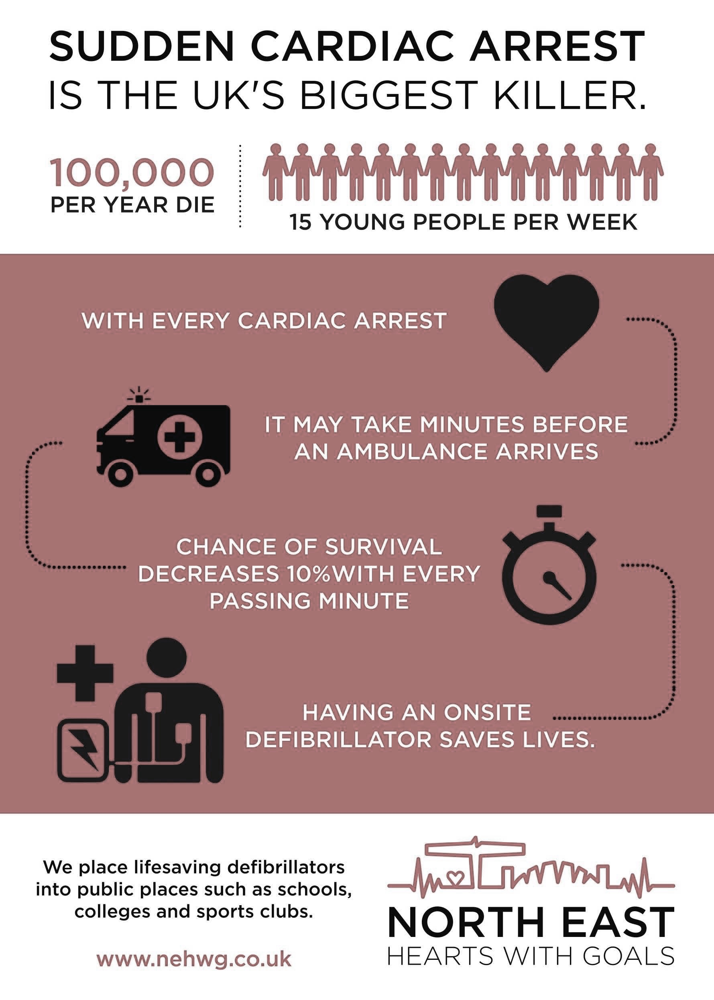 SUDDEN CARDIAC ARREST
IS THE UK'S BIGGEST KILLER.
100,000
PER YEAR DIE
15 YOUNG PEOPLE PER WEEK
WITH EVERY CARDIAC ARREST
IT MAY TAKE MINUTES BEFORE
AN AMBULANCE ARRIVES
CHANCE OF SURVIVAL
DECREASES 10%WITH EVERY
PASSING MINUTE
HAVING AN ONSITE
DEFIBRILLATOR SAVES LIVES.
We place lifesaving defibrillators
into public places such as schools,
colleges and sports clubs.
www.nehwg.co.uk
NORTH EAST
HEARTS WITH GOALS